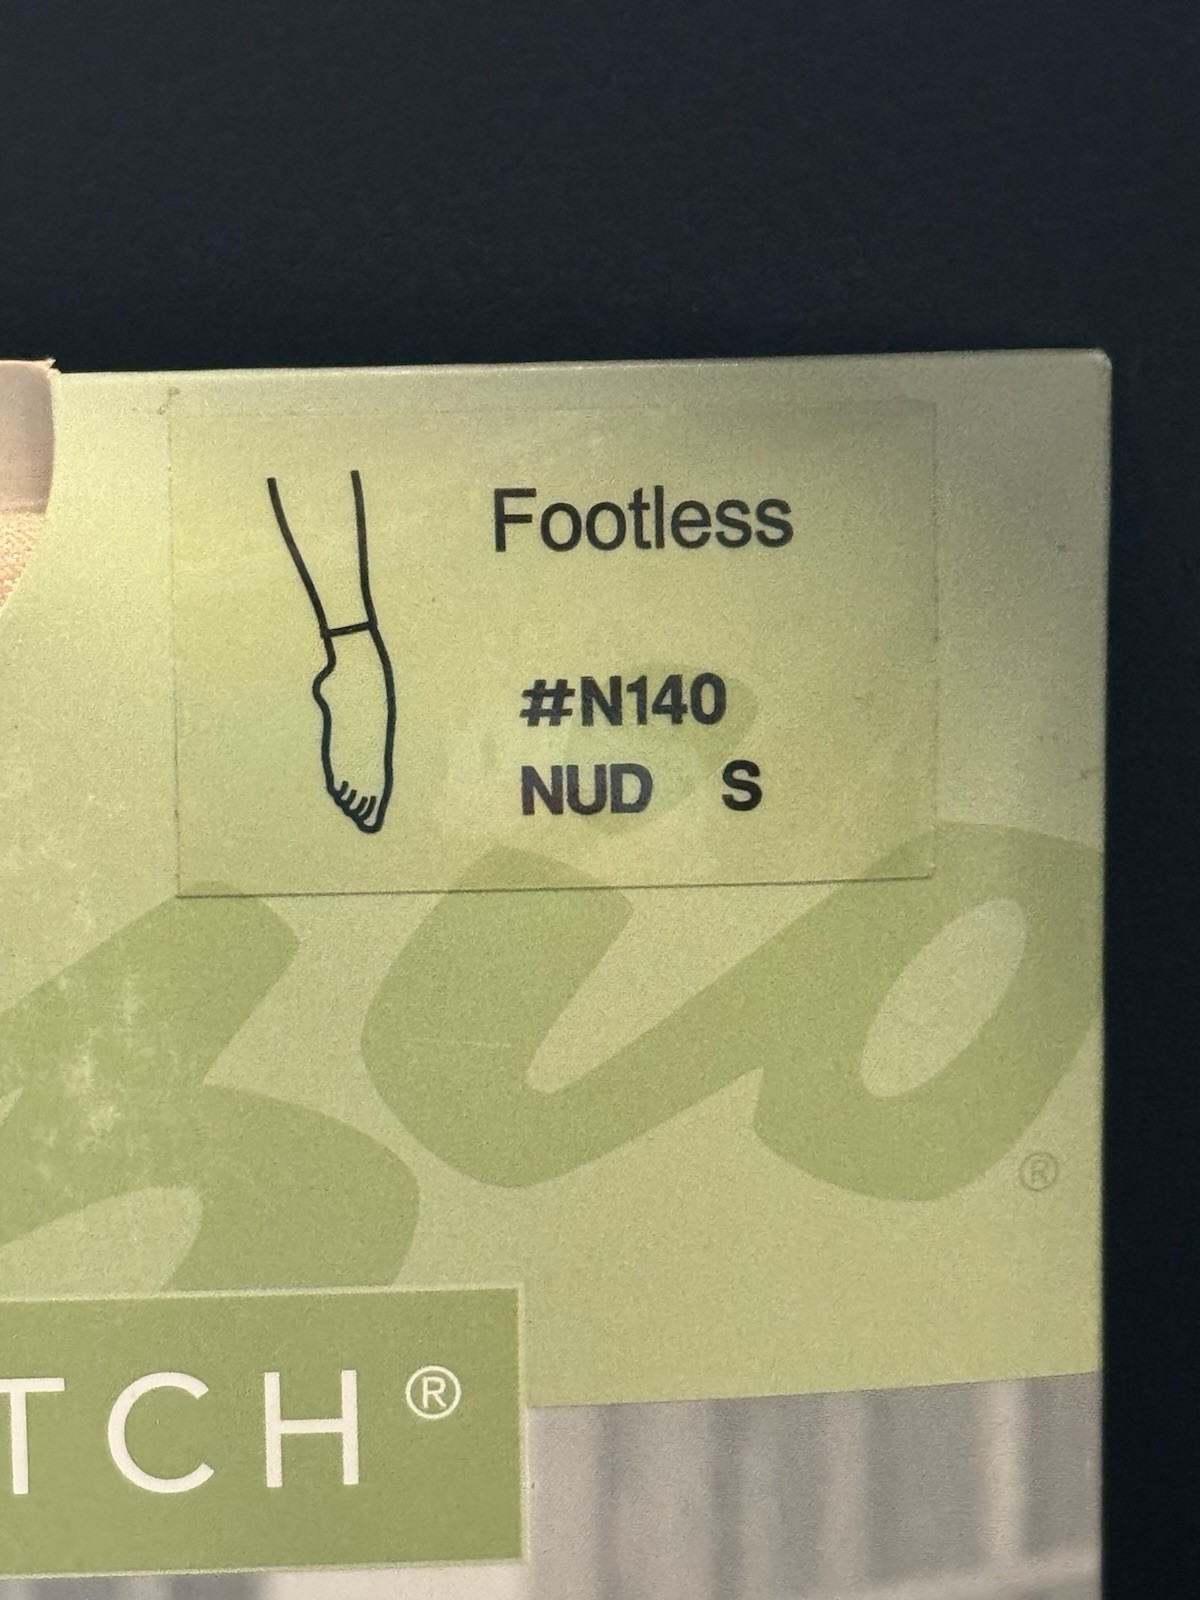 Footless
#N140
NUD S
®
TCH®